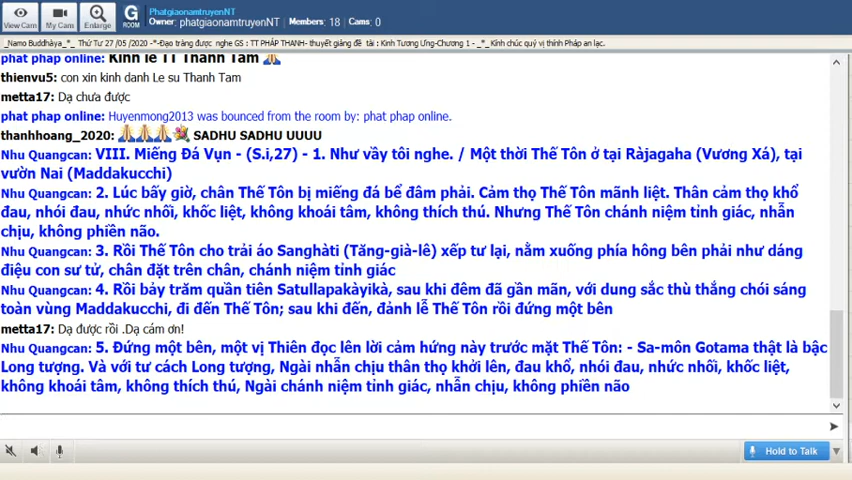 PhatgiaonamtruyenNT
Owner: phatgiaonamtruyenNT Members: 18 Cams: 0
View Cam My Cam Enlarge G ROOM
_Namo Buddhàya_*_ Thứ Tư 27 /05 /2020 -*-Đạo tràng được nghe GS : TT PHÁP THANH- thuyết giảng đề tài : Kinh Tương Ưng-Chương 1 - _*_ Kính chúc quý vị thính Pháp an lạc.
phat phap online: Kinh lễ TT Thanh Tam 🙏
thienvu5: con xin kinh danh Le su Thanh Tam
metta17: Dạ chưa được
phat phap online: Huyenmong2013 was bounced from the room by: phat phap online.
thanhhoang_2020: 🙏🙏🙏💐 SADHU SADHU UUUU
Nhu Quangcan: VIII. Miếng Đá Vụn - (S.i,27) - 1. Như vầy tôi nghe. / Một thời Thế Tôn ở tại Ràjagaha (Vương Xá), tại
vườn Nai (Maddakucchi)
Nhu Quangcan: 2. Lúc bấy giờ, chân Thế Tôn bị miếng đá bể đâm phải. Cảm thọ Thế Tôn mãnh liệt. Thân cảm thọ khổ
đau, nhói đau, nhức nhối, khốc liệt, không khoái tâm, không thích thú. Nhưng Thế Tôn chánh niệm tỉnh giác, nhẫn
chịu, không phiền não.
Nhu Quangcan: 3. Rồi Thế Tôn cho trải áo Sanghàti (Tăng-già-lê) xếp tư lại, nằm xuống phía hông bên phải như dáng
điệu con sư tử, chân đặt trên chân, chánh niệm tỉnh giác
Nhu Quangcan: 4. Rồi bảy trăm quần tiên Satullapakàyikà, sau khi đêm đã gần mãn, với dung sắc thù thắng chói sáng
toàn vùng Maddakucchi, đi đến Thế Tôn; sau khi đến, đảnh lễ Thế Tôn rồi đứng một bên
metta17: Dạ được rồi .Dạ cám ơn!
Nhu Quangcan: 5. Đứng một bên, một vị Thiên đọc lên lời cảm hứng này trước mặt Thế Tôn: - Sa-môn Gotama thật là bậc
Long tượng. Và với tư cách Long tượng, Ngài nhẫn chịu thân thọ khởi lên, đau khổ, nhói đau, nhức nhối, khốc liệt,
không khoái tâm, không thích thú, Ngài chánh niệm tỉnh giác, nhẫn chịu, không phiền não
Hold to Talk